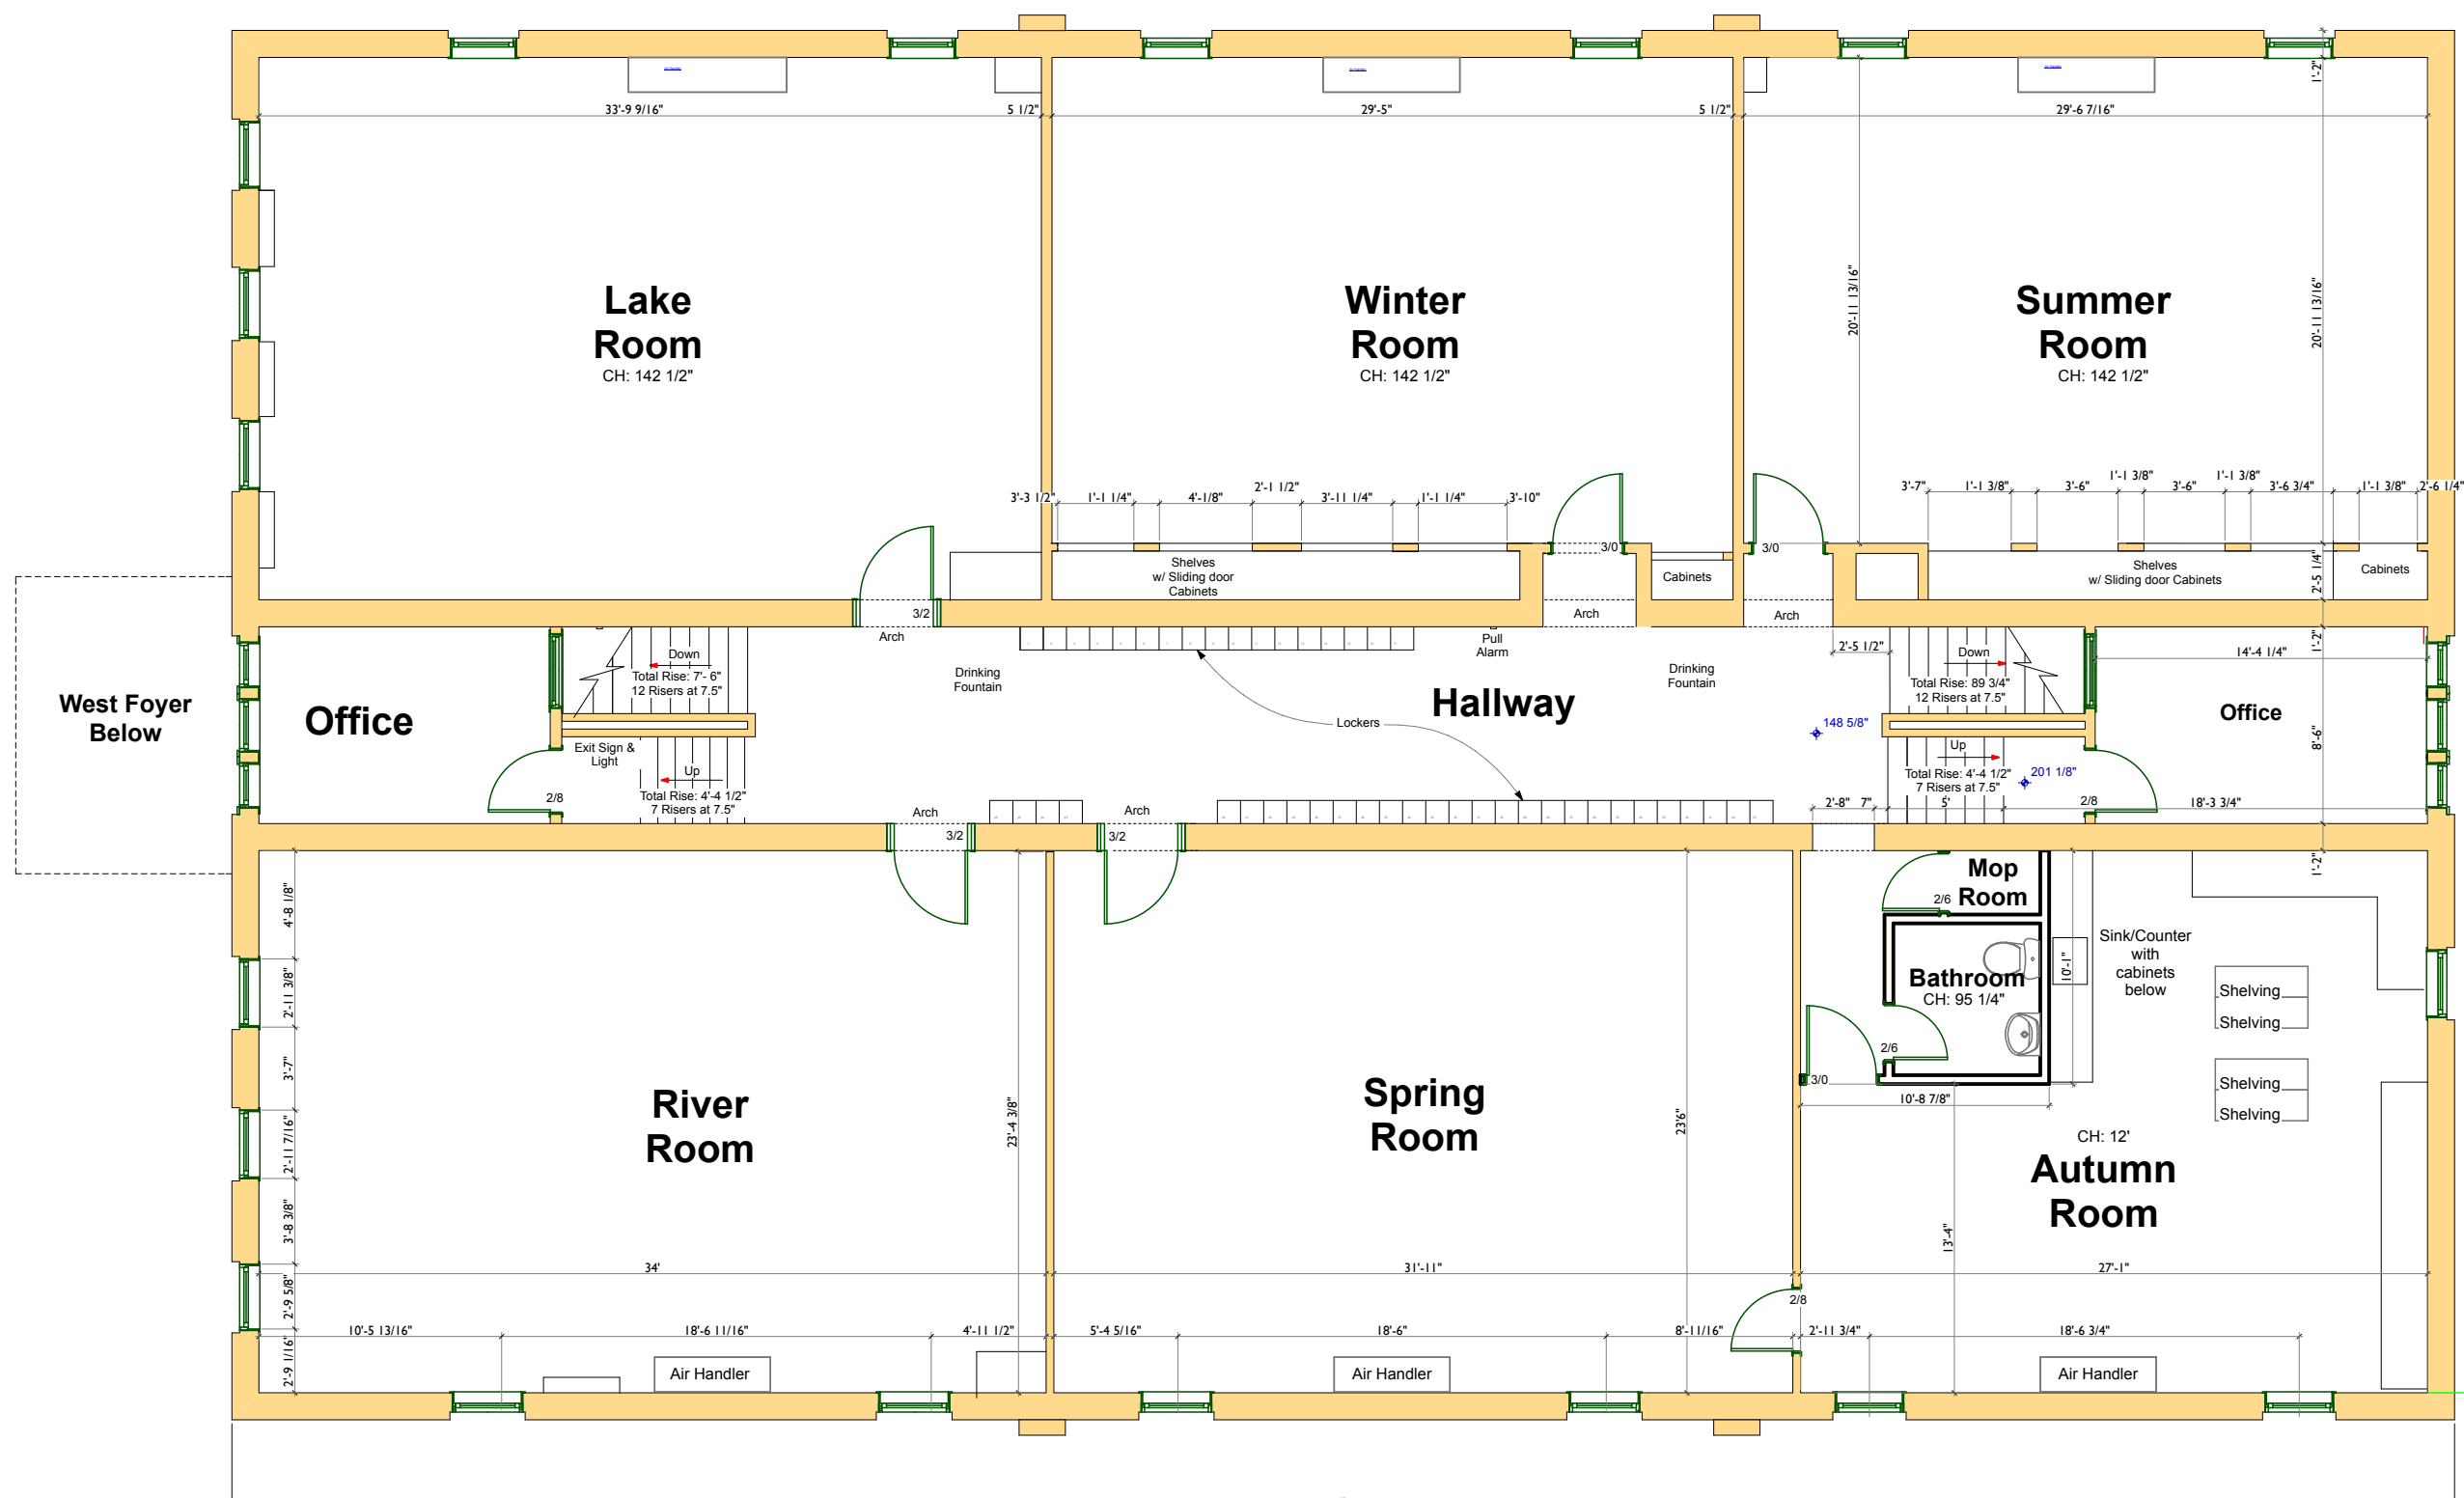 33'-9 9/16"
5 1/2"
29'-5"
5 1/2"
29'-6 7/16"
1'-2"
Lake
Room
CH: 142 1/2"
Winter
Room
CH: 142 1/2"
Summer
Room
CH: 142 1/2"
20'-11 13/16"
20'-11 13/16"
3'-3 1/2"
1'-1 1/4"
4'-1/8"
2'-1 1/2"
3'-11 1/4"
1'-1 1/4"
3'-10"
3'-7"
1'-1 3/8"
3'-6"
1'-1 3/8"
3'-6"
1'-1 3/8"
3'-6 3/4"
1'-1 3/8"
2'-6 1/4"
3/0
3/0
Shelves
w/ Sliding door
Cabinets
Cabinets
Shelves
w/ Sliding door Cabinets
Cabinets
2'-5 1/4"
3/2
Arch
Arch
Arch
Pull
Alarm
1'-2"
West Foyer
Below
Office
Down
Total Rise: 7'- 6"
12 Risers at 7.5"
Exit Sign &
Light
Up
Total Rise: 4'-4 1/2"
7 Risers at 7.5"
2/8
Drinking
Fountain
Lockers
Hallway
Drinking
Fountain
2'-5 1/2"
148 5/8"
Down
Total Rise: 89 3/4"
12 Risers at 7.5"
Up
Total Rise: 4'-4 1/2"
7 Risers at 7.5"
201 1/8"
14'-4 1/4"
Office
8'-6"
2'-8"
7"
5'
2/8
18'-3 3/4"
Arch
Arch
3/2
3/2
1'-2"
4'-8 1/8"
2'-11 3/8"
3'-7"
2'-11 7/16"
3'-8 3/8"
2'-9 5/8"
2'-9 1/16"
River
Room
23'-4 3/8"
Spring
Room
23'6"
Mop
Room
2/6
Bathroom
CH: 95 1/4"
2/6
3/0
10'-1"
10'-8 7/8"
Sink/Counter
with
cabinets
below
Shelving
Shelving
Shelving
Shelving
CH: 12'
Autumn
Room
13'-4"
34'
31'-11"
27'-1"
2/8
10'-5 13/16"
18'-6 11/16"
4'-11 1/2"
5'-4 5/16"
18'-6"
8'-11/16"
2'-11 3/4"
18'-6 3/4"
Air Handler
Air Handler
Air Handler